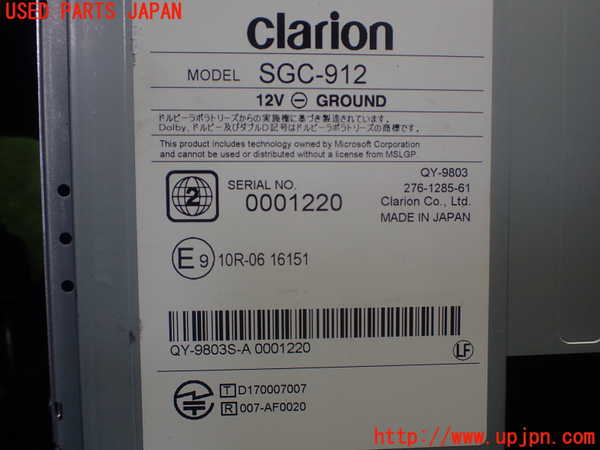 USED PARTS JAPAN
clarion
MODEL SGC-912
12V ⊖ GROUND
ドルビーラボラトリーズからの実施権に基づき製造されています。
Dolby、ドルビー及びダブルD記号はドルビーラボラトリーズの商標です。
This product includes technology owned by Microsoft Corporation
and cannot be used or distributed without a license from MSLGP.
2
SERIAL NO.
0001220
QY-9803
276-1285-61
Clarion Co., Ltd.
MADE IN JAPAN
E9 10R-06 16151
QY-9803S-A 0001220
LF
T D170007007
R 007-AF0020
http://www.upjpn.com